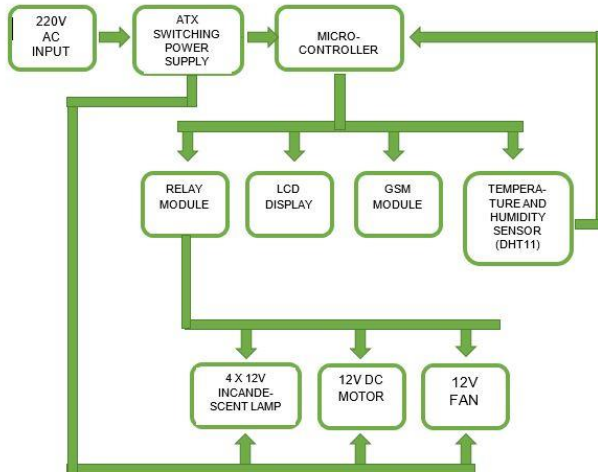 220V
AC
INPUT
ATX
SWITCHING
POWER
SUPPLY
MICRO-
CONTROLLER
RELAY
MODULE
LCD
DISPLAY
GSM
MODULE
TEMPERA-
TURE AND
HUMIDITY
SENSOR
(DHT11)
4 X 12V
INCANDE-
SCENT LAMP
12V DC
MOTOR
12V
FAN